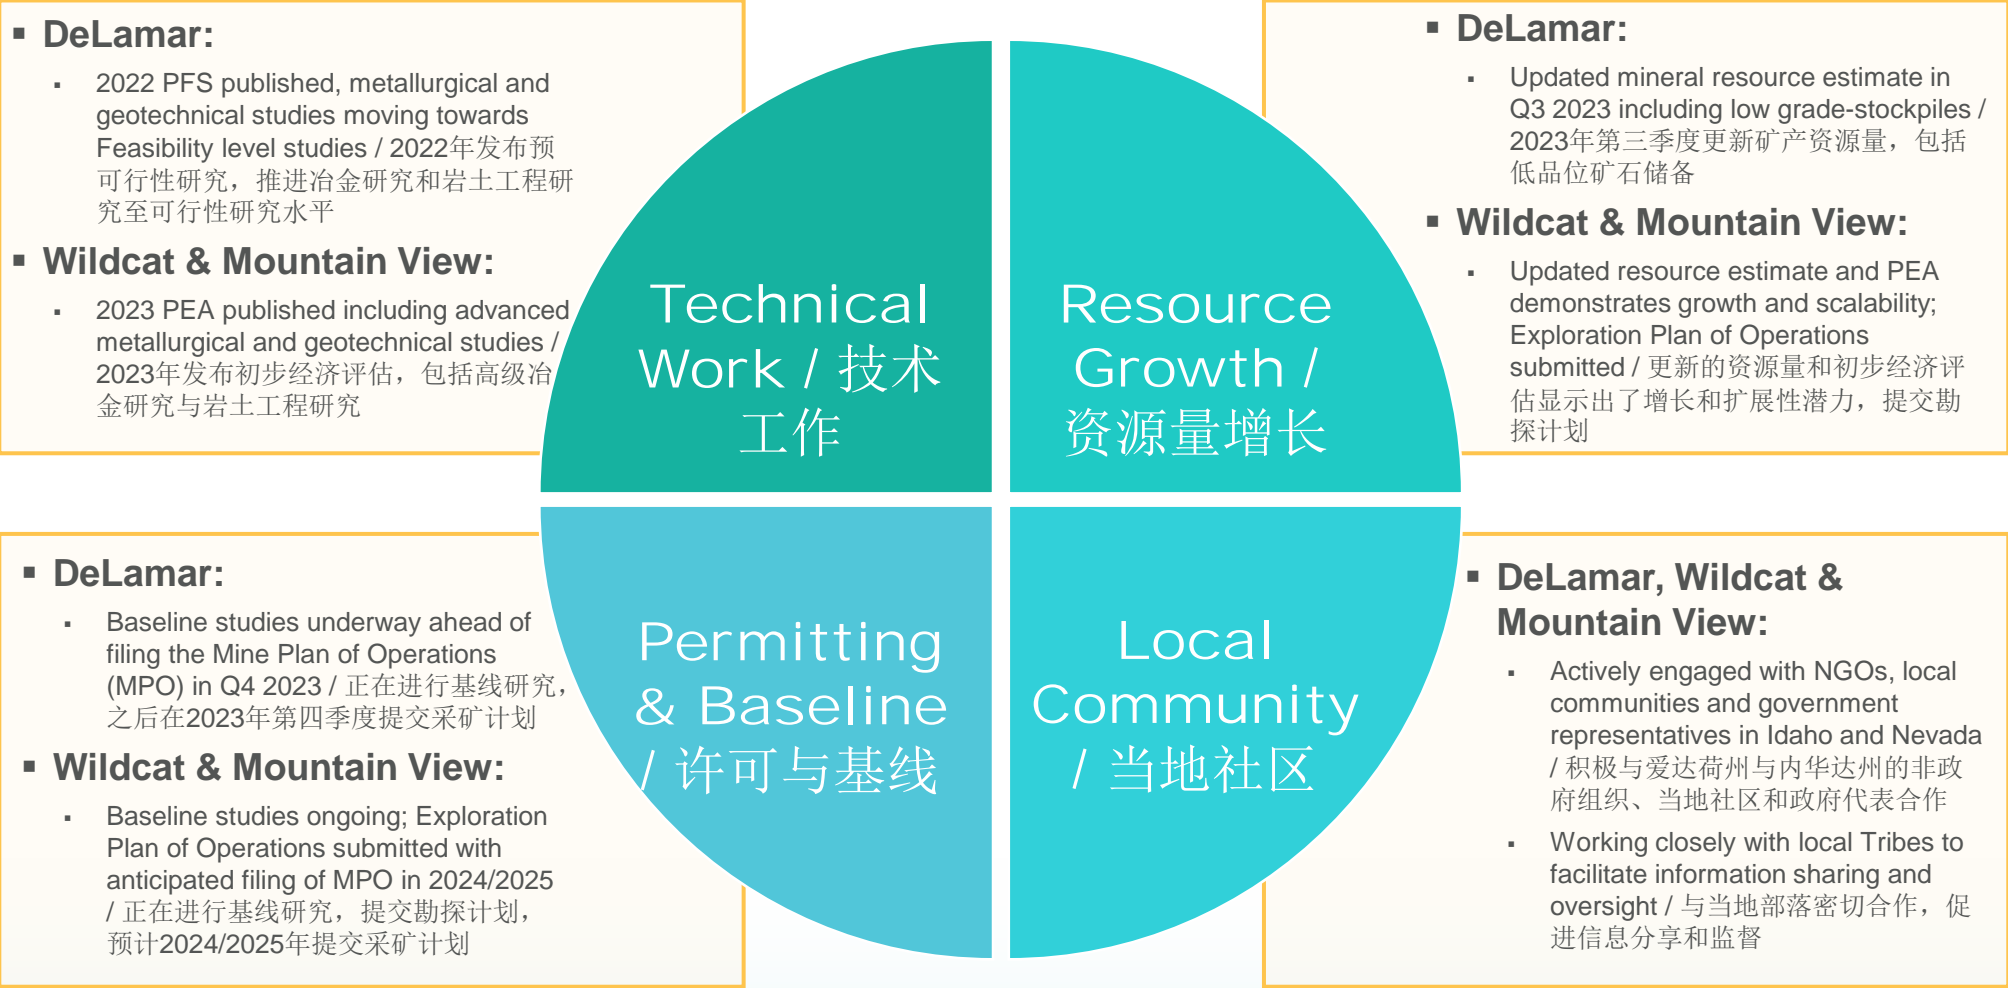 ▪ DeLamar:
▪ 2022 PFS published, metallurgical and
geotechnical studies moving towards
Feasibility level studies / 2022年发布预
可行性研究，推进冶金研究和岩土工程研
究至可行性研究水平
▪ Wildcat & Mountain View:
▪ 2023 PEA published including advanced
metallurgical and geotechnical studies /
2023年发布初步经济评估，包括高级冶
金研究与岩土工程研究
Technical
Work / 技术
工作
Resource
Growth /
资源量增长
▪ DeLamar:
▪ Updated mineral resource estimate in
Q3 2023 including low grade-stockpiles /
2023年第三季度更新矿产资源量，包括
低品位矿石储备
▪ Wildcat & Mountain View:
▪ Updated resource estimate and PEA
demonstrates growth and scalability;
Exploration Plan of Operations
submitted / 更新的资源量和初步经济评
估显示出了增长和扩展性潜力，提交勘
探计划
▪ DeLamar:
▪ Baseline studies underway ahead of
filing the Mine Plan of Operations
(MPO) in Q4 2023 / 正在进行基线研究，
之后在2023年第四季度提交采矿计划
▪ Wildcat & Mountain View:
▪ Baseline studies ongoing; Exploration
Plan of Operations submitted with
anticipated filing of MPO in 2024/2025
/ 正在进行基线研究，提交勘探计划，
预计2024/2025年提交采矿计划
Permitting
& Baseline
/ 许可与基线
Local
Community
/ 当地社区
▪ DeLamar, Wildcat &
Mountain View:
▪ Actively engaged with NGOs, local
communities and government
representatives in Idaho and Nevada
/ 积极与爱达荷州与内华达州的非政
府组织、当地社区和政府代表合作
▪ Working closely with local Tribes to
facilitate information sharing and
oversight / 与当地部落密切合作，促
进信息分享和监督